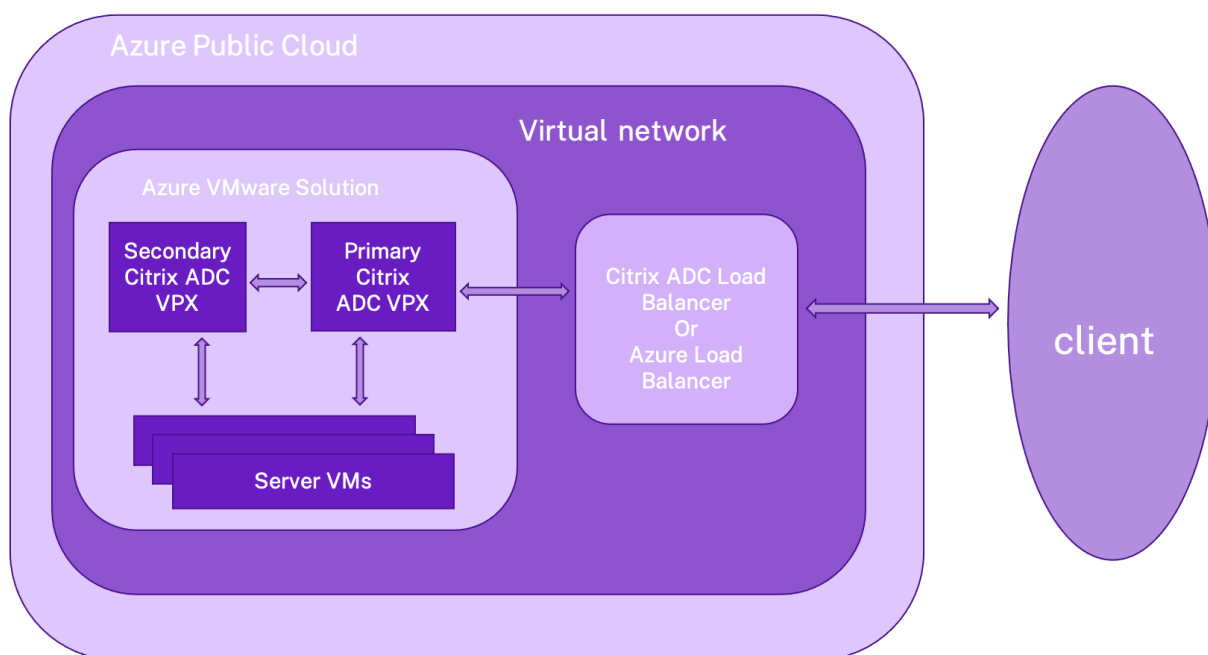 Azure Public Cloud
Virtual network
Azure VMware Solution
Secondary
Citrix ADC
VPX
Primary
Citrix
ADC VPX
Citrix ADC Load
Balancer
Or
Azure Load
Balancer
client
Server VMs